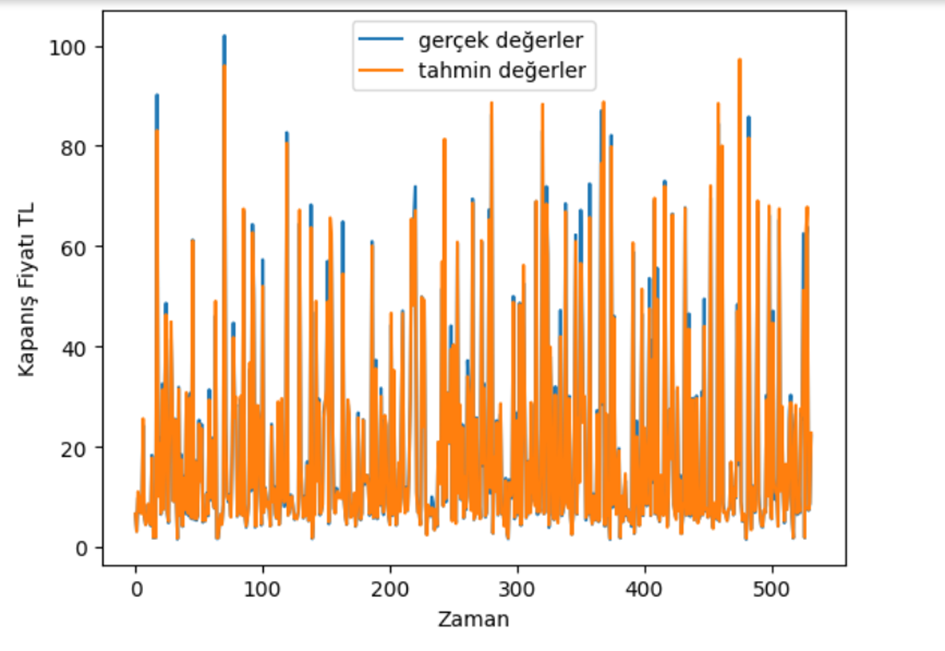 gerçek değerler
tahmin değerler
100
80
60
40
20
0
Kapanış Fiyatı TL
0 100 200 300 400 500
Zaman